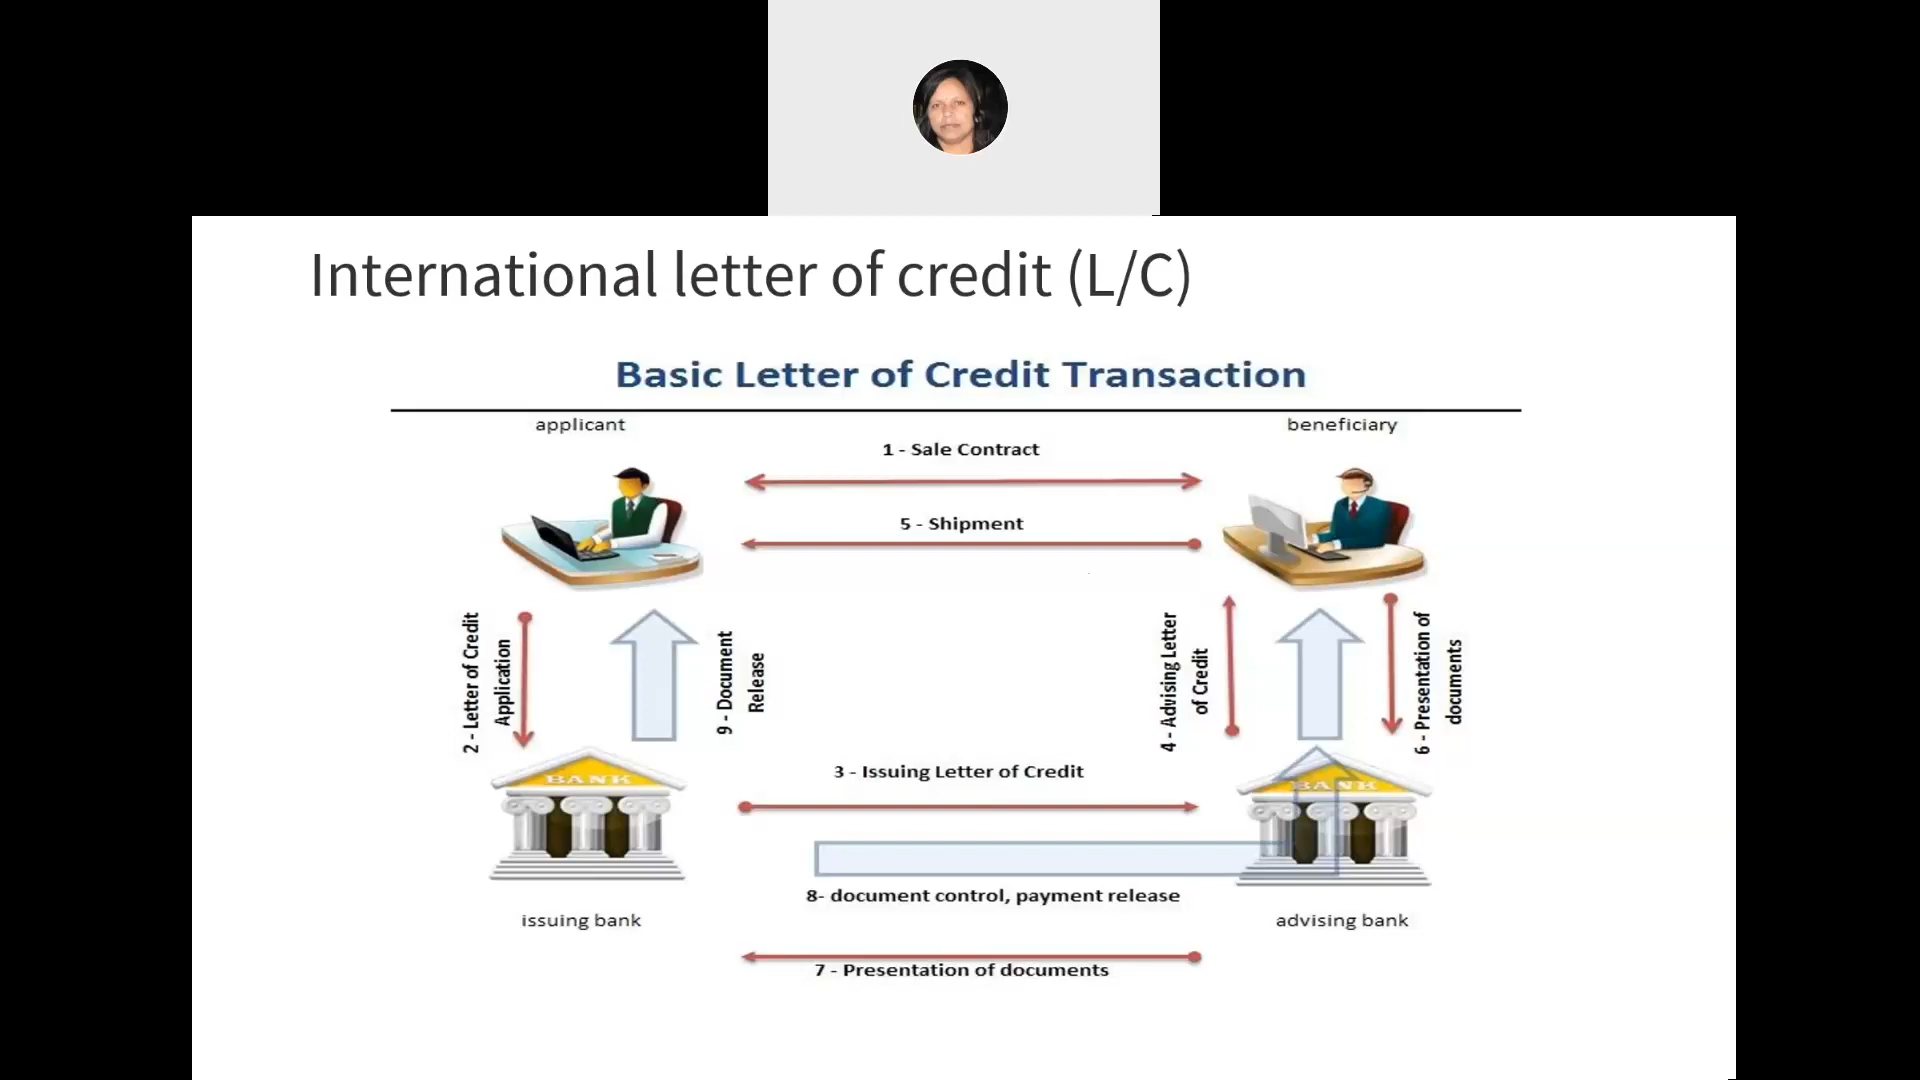 International letter of credit (L/C)
Basic Letter of Credit Transaction
applicant
beneficiary
1 - Sale Contract
5 - Shipment
2 - Letter of Credit
Application
9 - Document
Release
4 - Advising Letter
of Credit
6 - Presentation of
documents
BANK
BANK
3 - Issuing Letter of Credit
8- document control, payment release
issuing bank
advising bank
7 - Presentation of documents